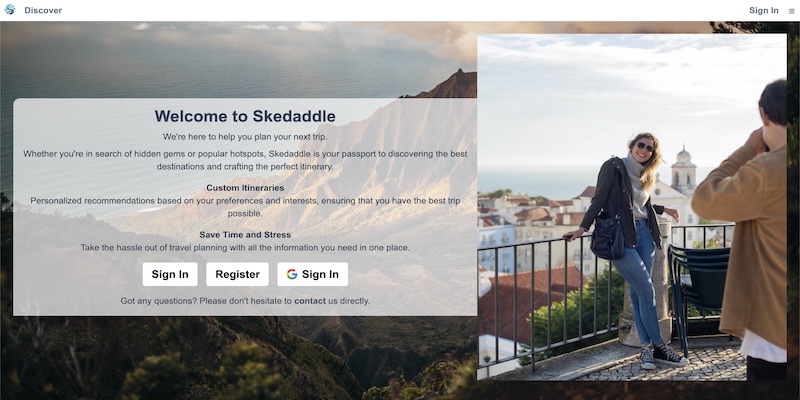 Discover
Sign In
Welcome to Skedaddle
We're here to help you plan your next trip.
Whether you're in search of hidden gems or popular hotspots, Skedaddle is your passport to discovering the best
destinations and crafting the perfect itinerary.
Custom Itineraries
Personalized recommendations based on your preferences and interests, ensuring that you have the best trip
possible.
Save Time and Stress
Take the hassle out of travel planning with all the information you need in one place.
Sign In Register Sign In
Got any questions? Please don't hesitate to contact us directly.